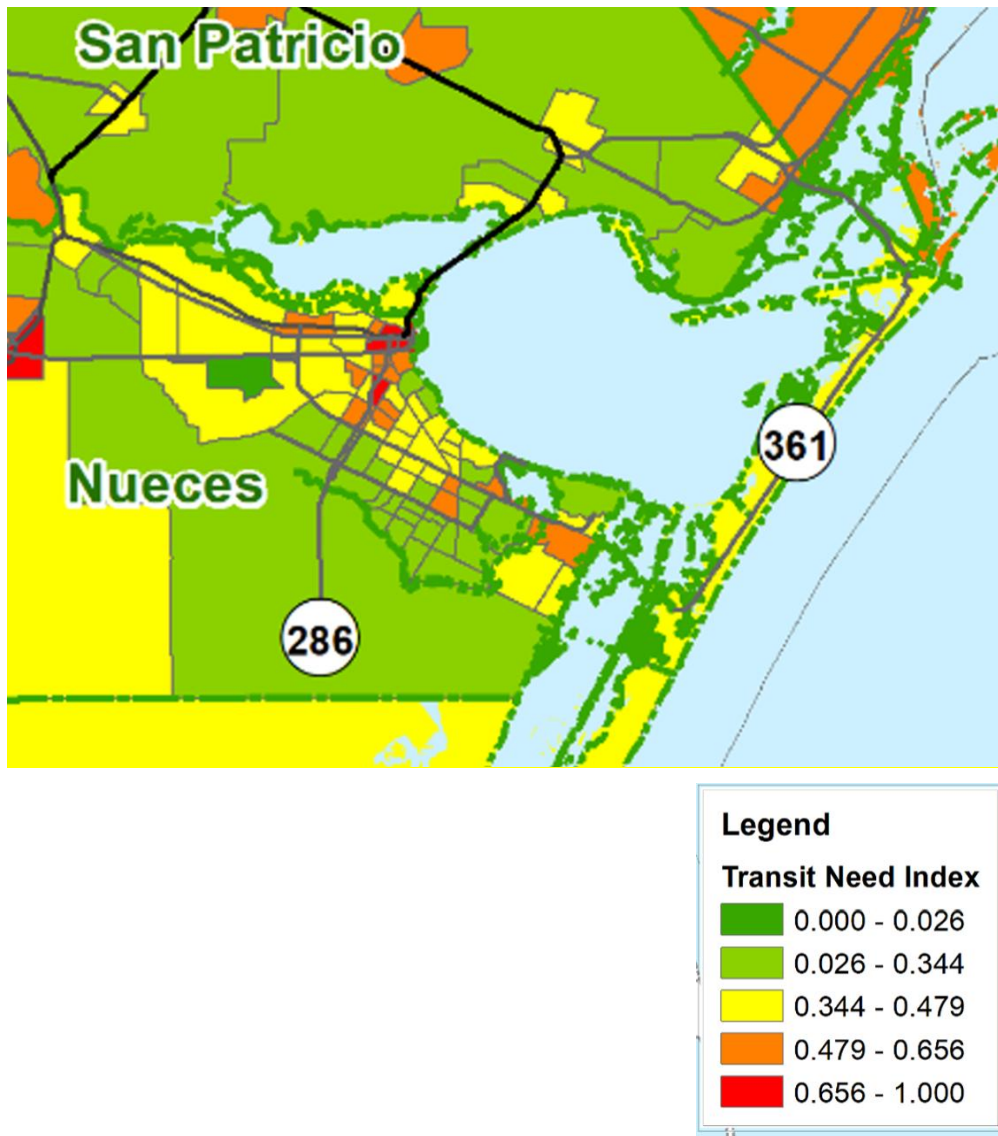 San Patricio
361
Nueces
286
Legend
Transit Need Index
0.000 - 0.026
0.026 - 0.344
0.344 - 0.479
0.479 - 0.656
0.656 - 1.000